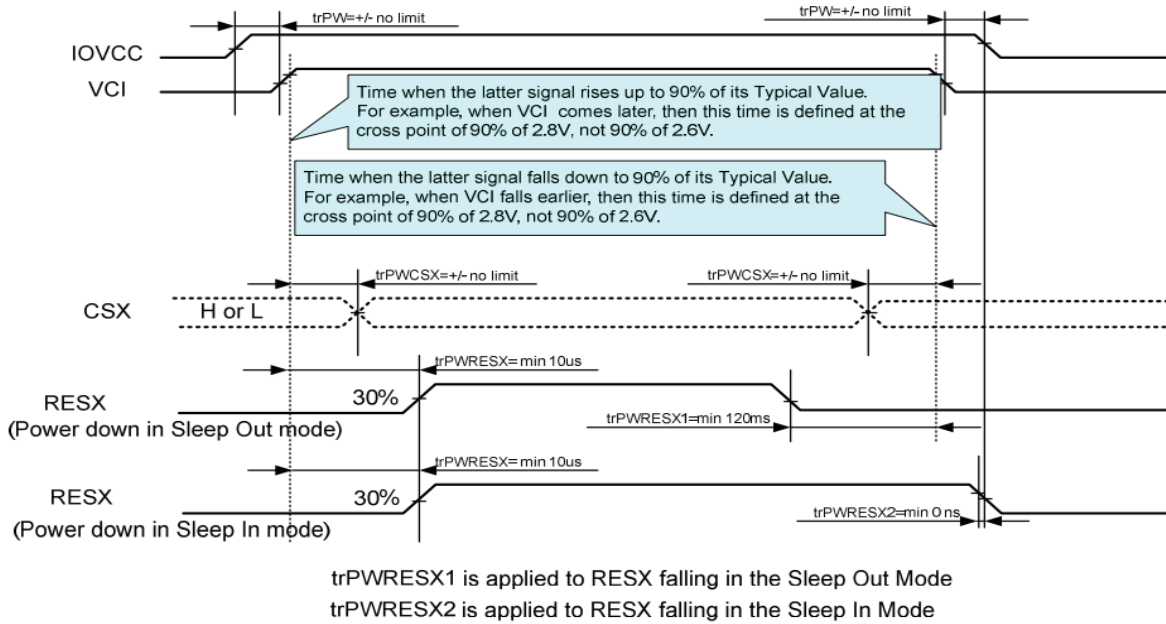 trPW=+/- no limit
trPW=+/- no limit
IOVCC
VCI
Time when the latter signal rises up to 90% of its Typical Value.
For example, when VCI comes later, then this time is defined at the
cross point of 90% of 2.8V, not 90% of 2.6V.
Time when the latter signal falls down to 90% of its Typical Value.
For example, when VCI falls earlier, then this time is defined at the
cross point of 90% of 2.8V, not 90% of 2.6V.
trPWCSX=+/- no limit
trPWCSX=+/- no limit
CSX
H or L
trPWRESX= min 10us
30%
RESX
(Power down in Sleep Out mode)
trPWRESX1=min 120ms
trPWRESX= min 10us
30%
RESX
(Power down in Sleep In mode)
trPWRESX2=min 0 ns
trPWRESX1 is applied to RESX falling in the Sleep Out Mode
trPWRESX2 is applied to RESX falling in the Sleep In Mode